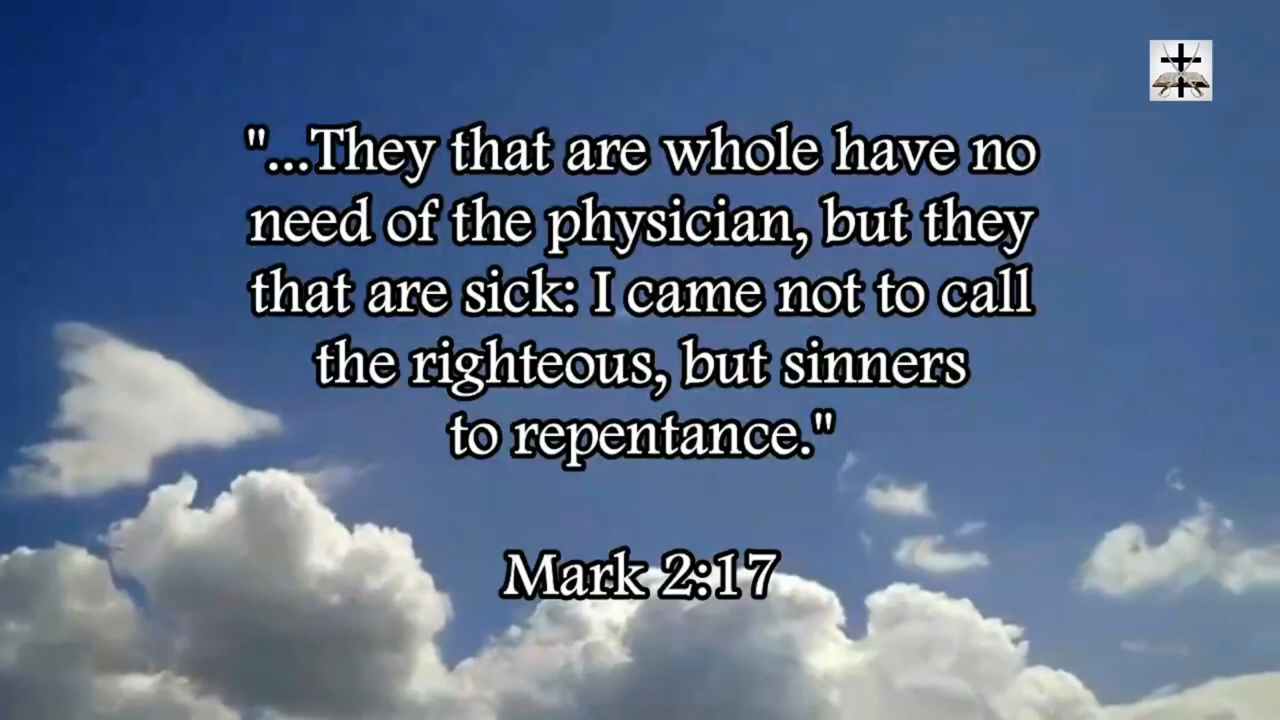 "...They that are whole have no
need of the physician, but they
that are sick: I came not to call
the righteous, but sinners
to repentance."
Mark 2:17